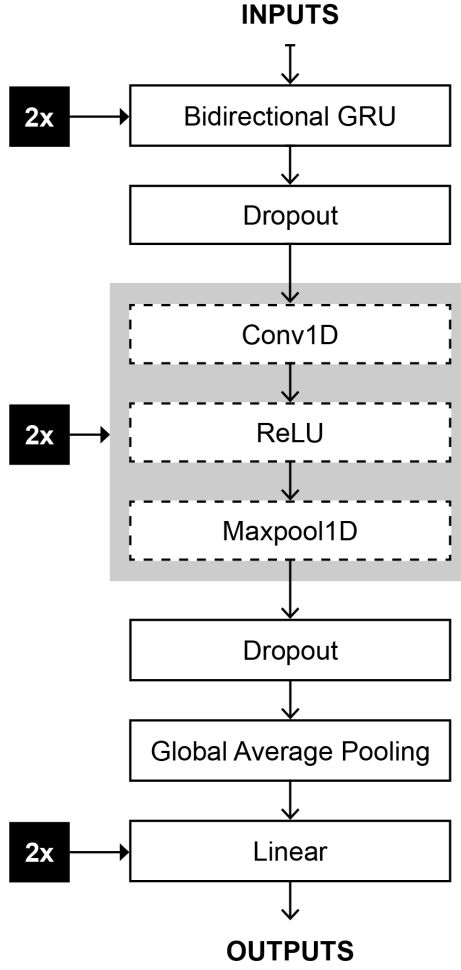 INPUTS
2x
Bidirectional GRU
Dropout
Conv1D
2x
ReLU
Maxpool1D
Dropout
Global Average Pooling
2x
Linear
OUTPUTS